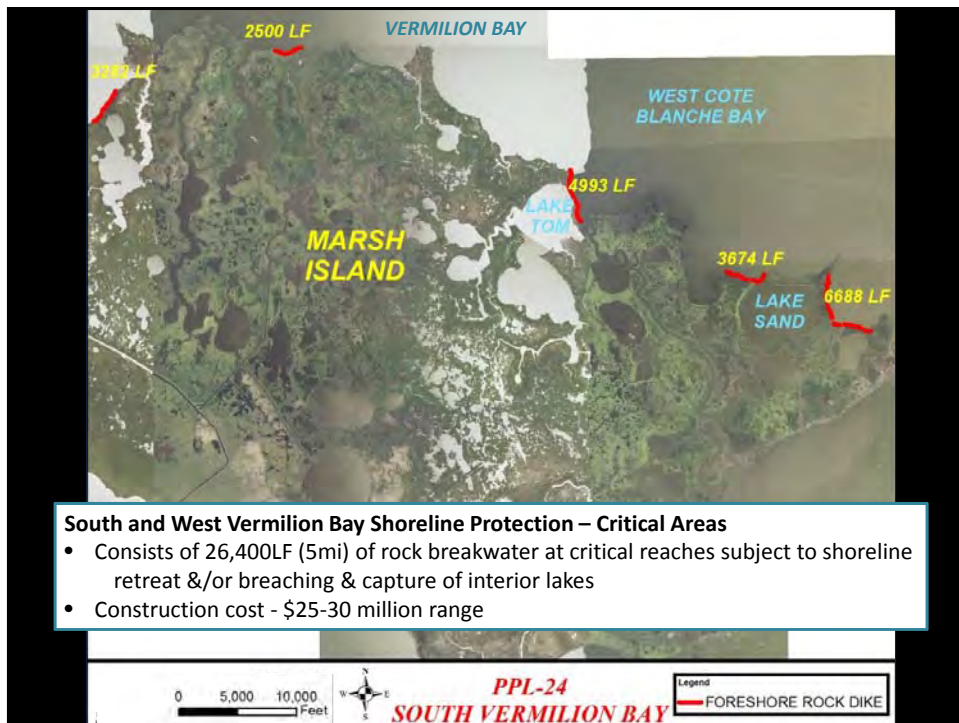 2500 LF
VERMILION BAY
3282 LF
WEST COTE
BLANCHE BAY
4993 LF
LAKE
TOM
MARSH
ISLAND
3674 LF
6688 LF
LAKE
SAND
South and West Vermilion Bay Shoreline Protection – Critical Areas
• Consists of 26,400LF (5mi) of rock breakwater at critical reaches subject to shoreline
retreat &/or breaching & capture of interior lakes
• Construction cost - $25-30 million range
0 5,000 10,000
Feet
N
W E
S
PPL-24
SOUTH VERMILION BAY
Legend
FORESHORE ROCK DIKE